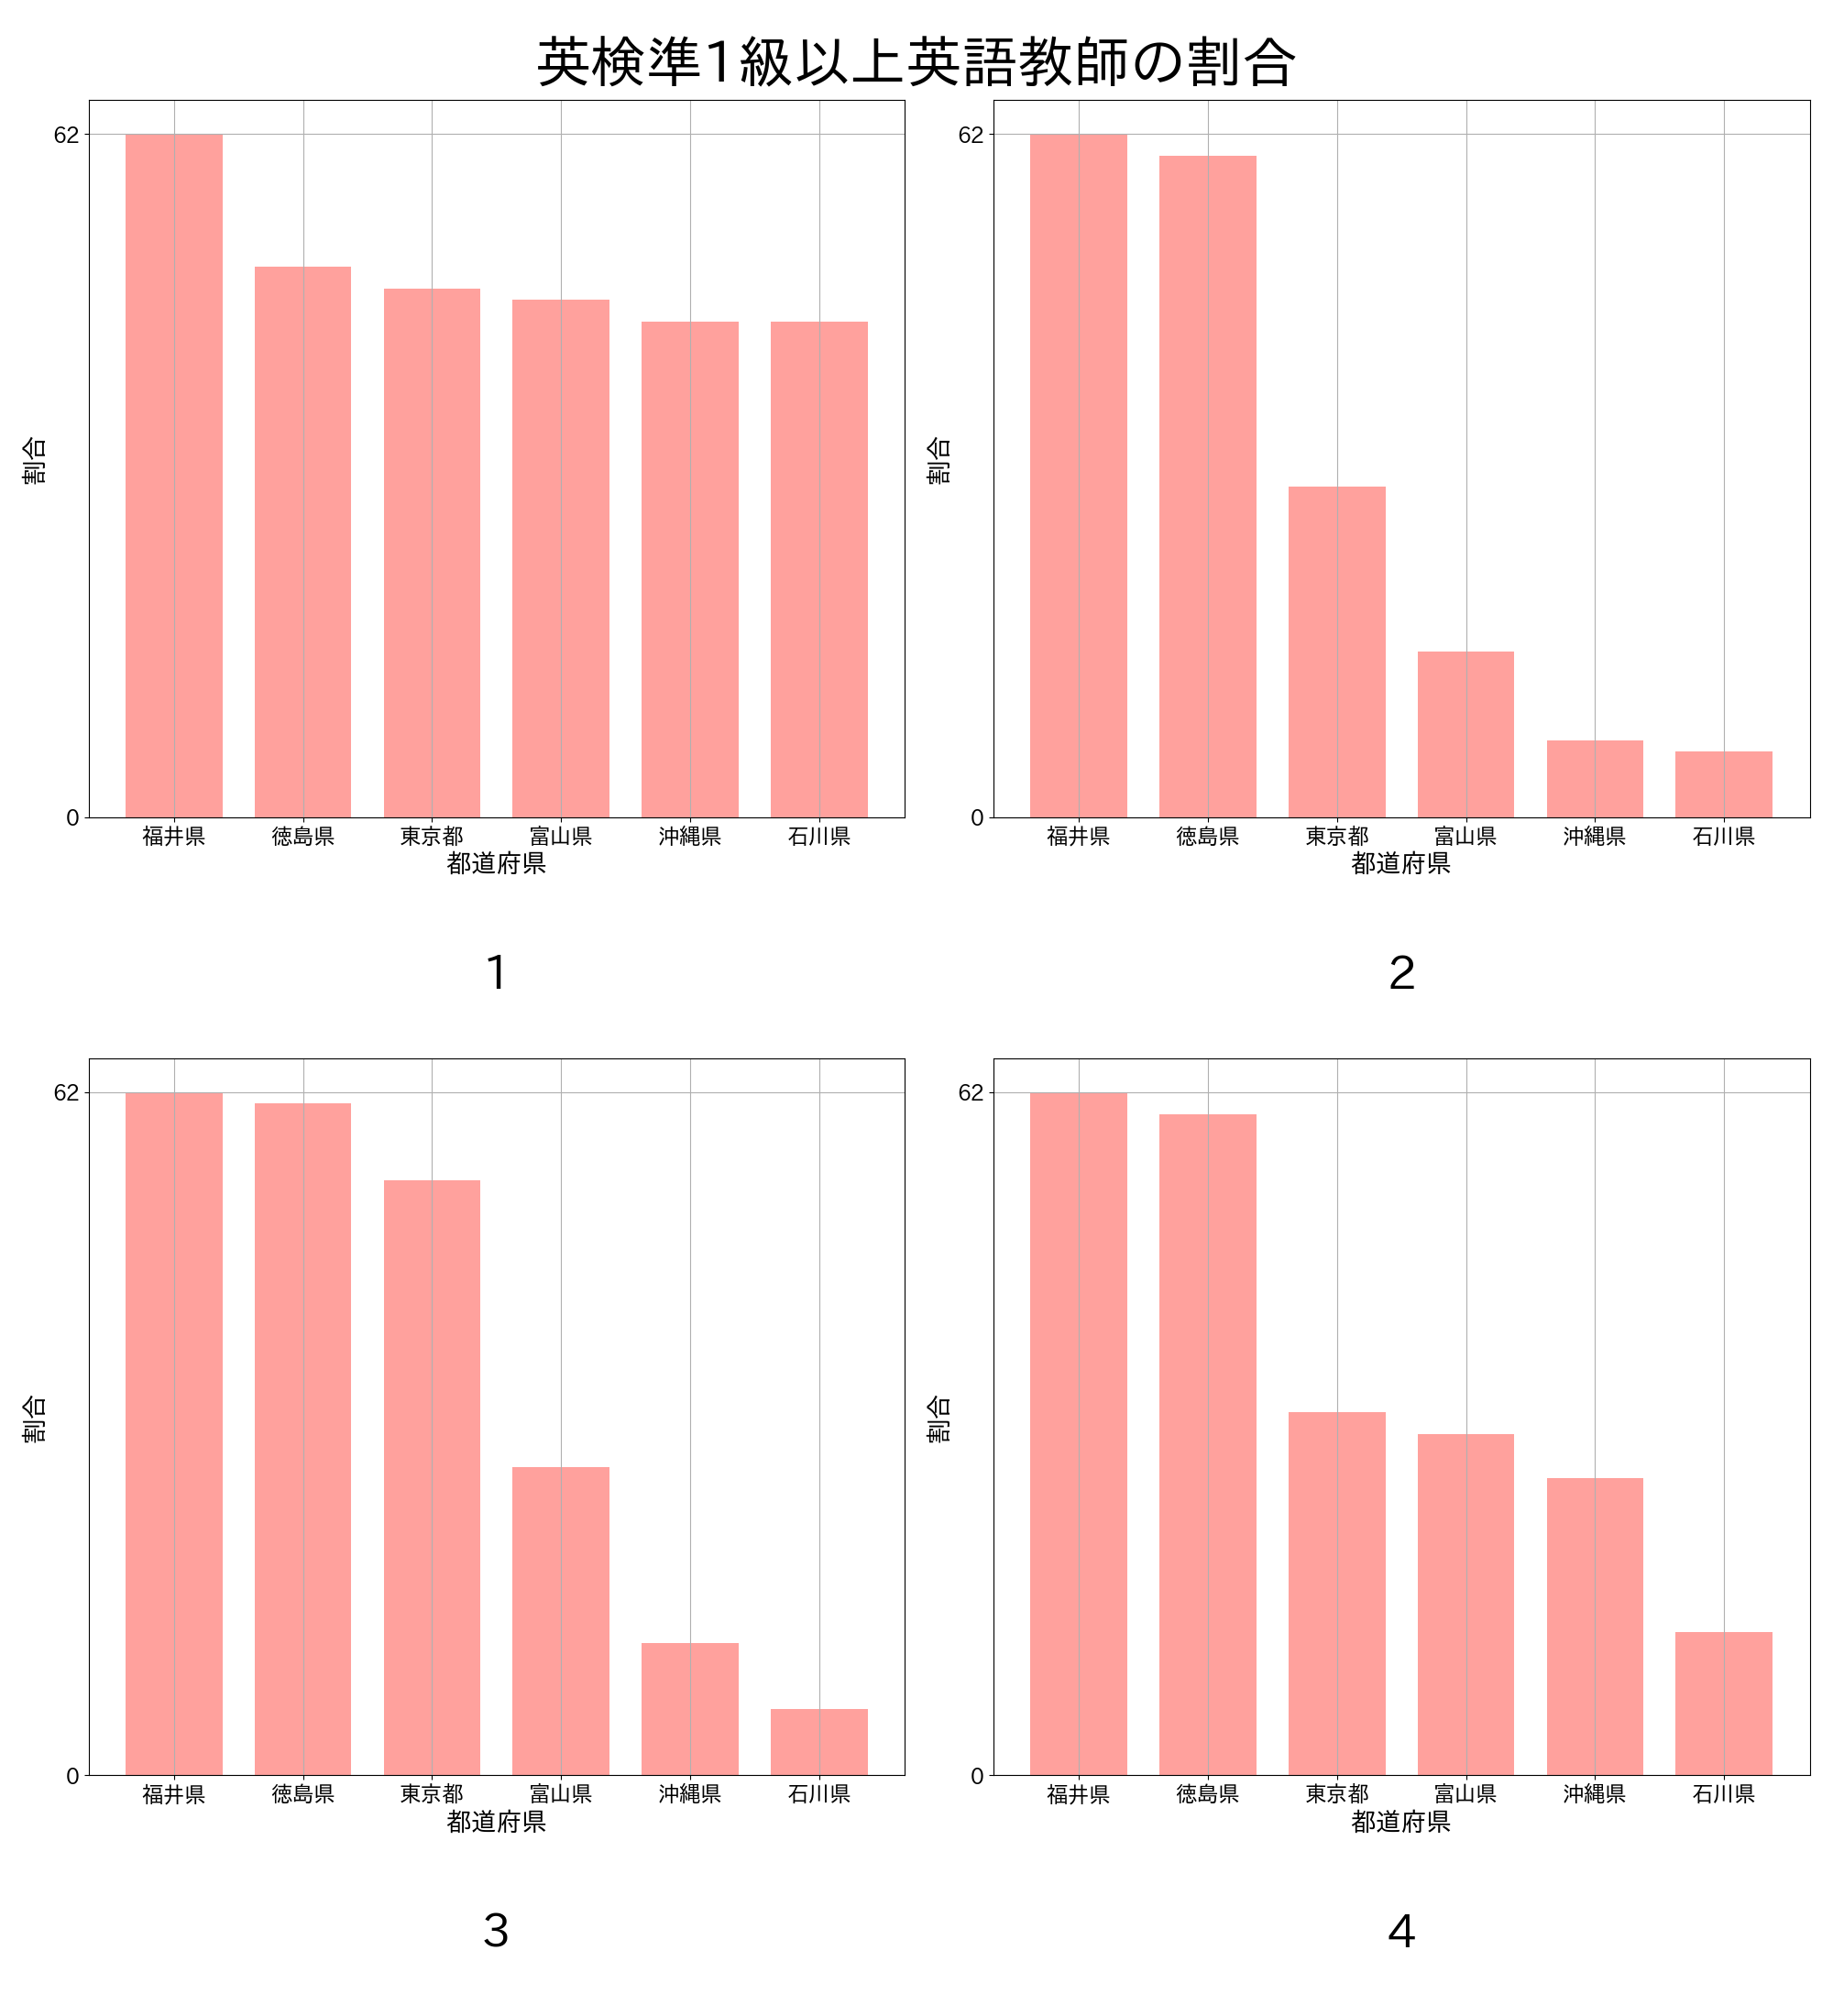 英検準1級以上英語教師の割合
62
0
割合
福井県 徳島県 東京都 富山県 沖縄県 石川県
都道府県
1
62
0
割合
福井県 徳島県 東京都 富山県 沖縄県 石川県
都道府県
2
62
0
割合
福井県 徳島県 東京都 富山県 沖縄県 石川県
都道府県
3
62
0
割合
福井県 徳島県 東京都 富山県 沖縄県 石川県
都道府県
4